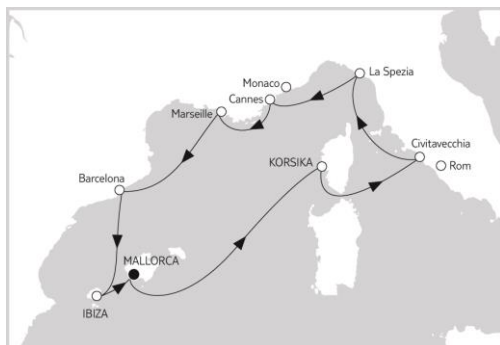 La Spezia
Monaco
Cannes
Marseille
Civitavecchia
KORSIKA
Rom
Barcelona
MALLORCA
IBIZA